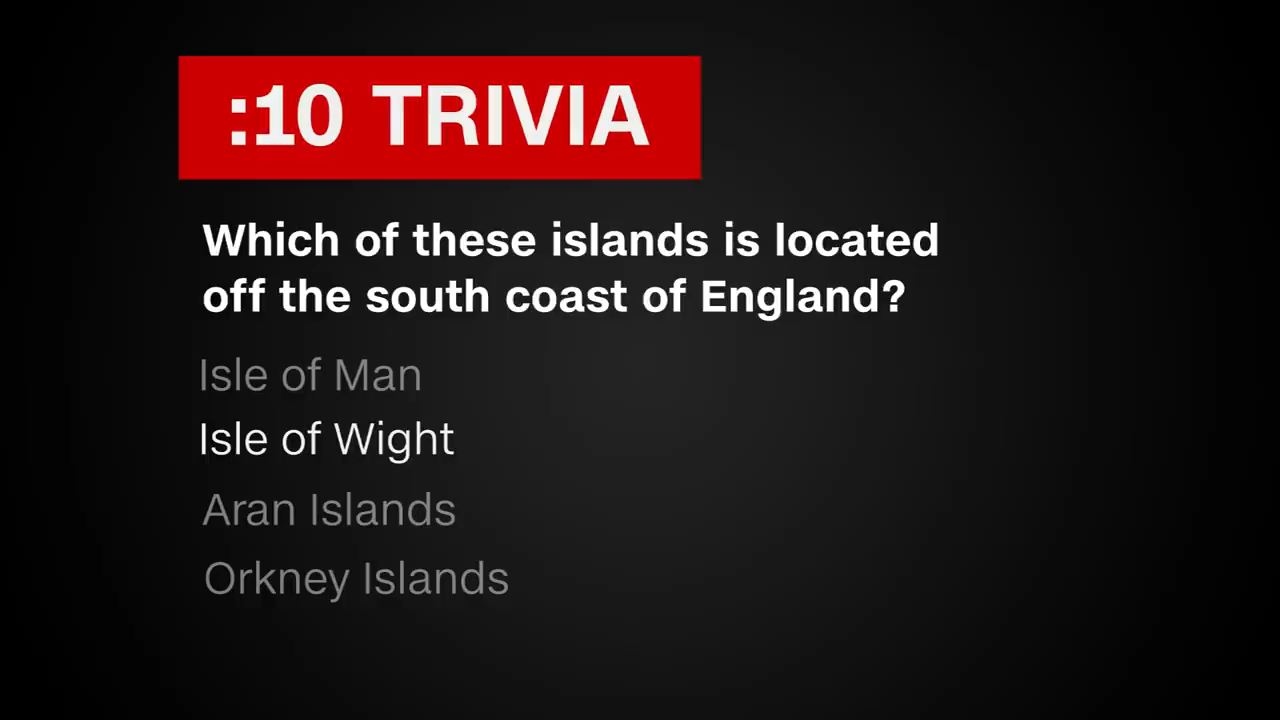 :10 TRIVIA
Which of these islands is located
off the south coast of England?
Isle of Man
Isle of Wight
Aran Islands
Orkney Islands